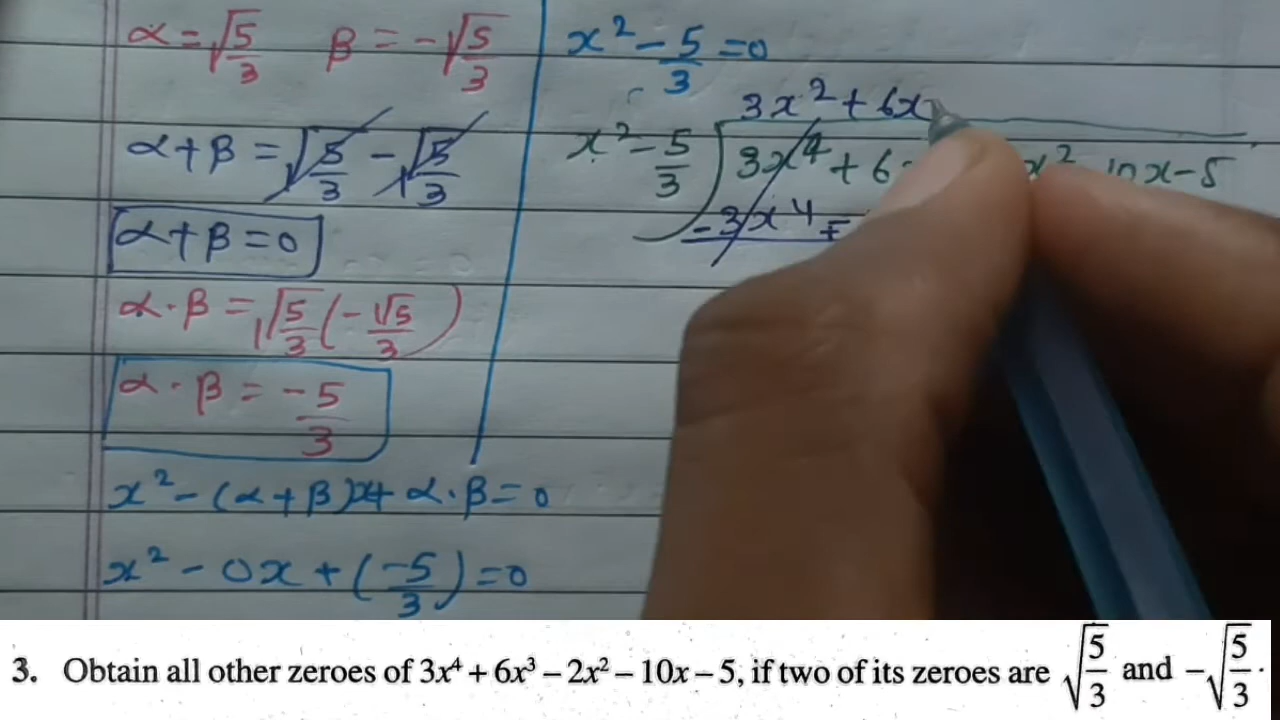 α = √5/3 β = -√5/3
α + β = √5/3 - √5/3
α + β = 0
α · β = √5/3 (-√5/3)
α · β = -5/3
x² - (α + β)x + α · β = 0
x² - 0x + (-5/3) = 0
x² - 5/3 = 0
3x² + 6x
x² - 5/3 3x⁴ + 6 x² 10x - 5
- 3x⁴
3. Obtain all other zeroes of 3x⁴ + 6x³ – 2x² – 10x – 5, if two of its zeroes are √5/3 and –√5/3.